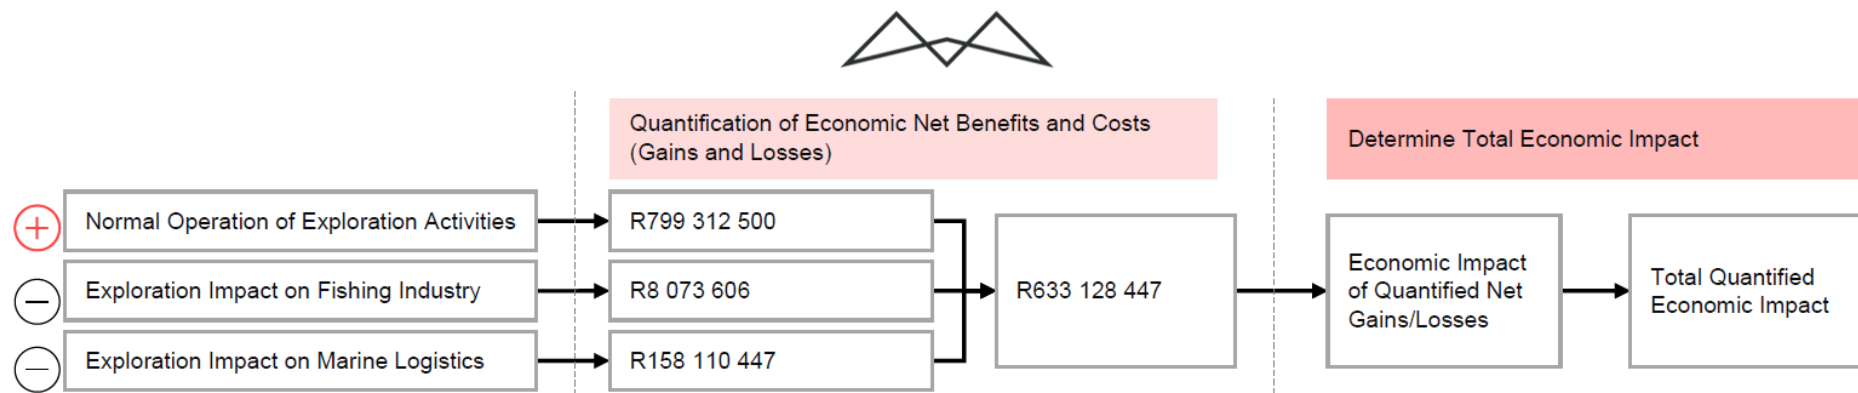 Quantification of Economic Net Benefits and Costs
(Gains and Losses)
Determine Total Economic Impact
Normal Operation of Exploration Activities
R799 312 500
Exploration Impact on Fishing Industry
R8 073 606
Exploration Impact on Marine Logistics
R158 110 447
R633 128 447
Economic Impact
of Quantified Net
Gains/Losses
Total Quantified
Economic Impact